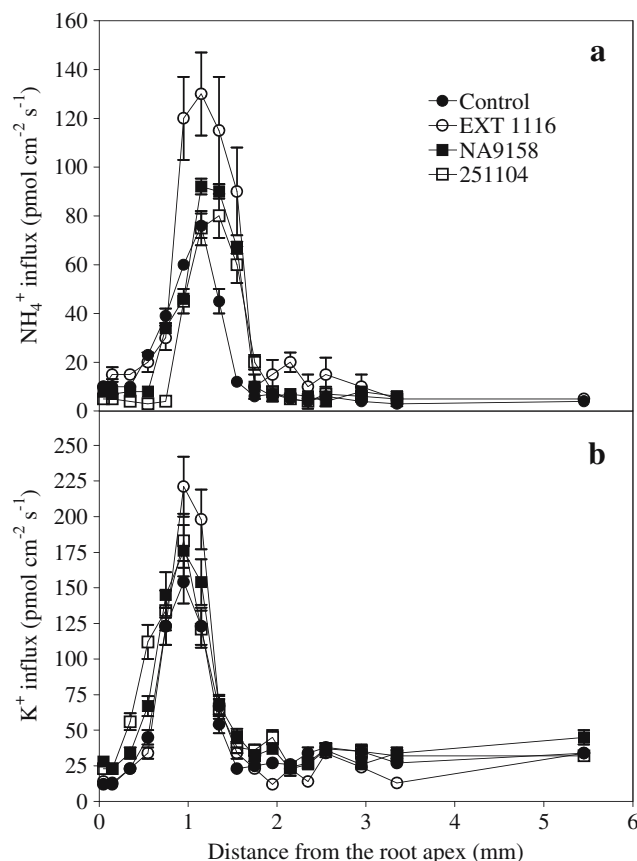 160
140
120
100
80
60
40
20
0
NH₄⁺ influx (pmol cm⁻² s⁻¹)
a
Control
EXT 1116
NA9158
251104
250
225
200
175
150
125
100
75
50
25
0
K⁺ influx (pmol cm⁻² s⁻¹)
b
0 1 2 3 4 5 6
Distance from the root apex (mm)